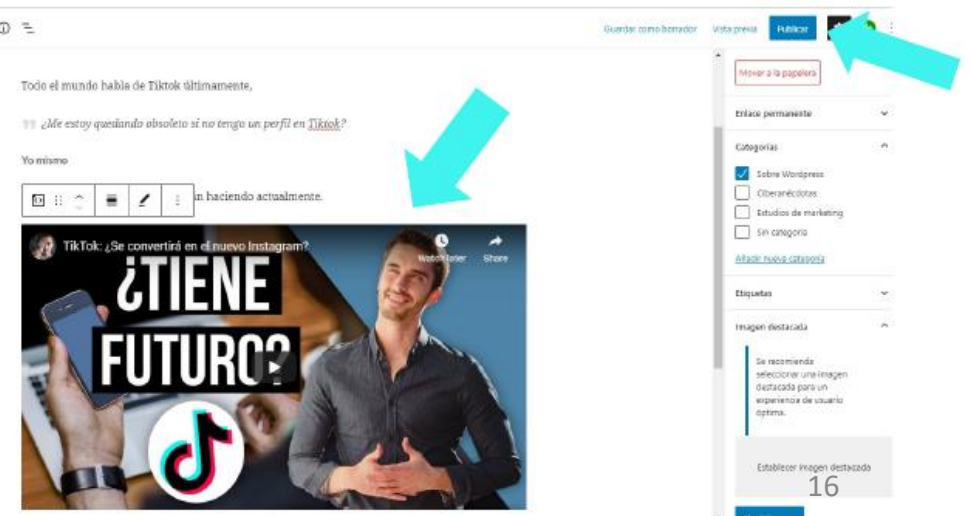 Guardar como borrador Vista previa Publicar
Todo el mundo habla de Tiktok últimamente,
¿Me estoy quedando obsoleto si no tengo un perfil en Tiktok?
Yo mismo
n haciendo actualmente.
TikTok: ¿Se convertirá en el nuevo Instagram?
Watch later Share
¿TIENE
FUTURO?
Mover a la papelera
Enlace permanente
Categorías
Sobre Wordpress
Ciberanécdotas
Estudios de marketing
Sin categoría
Añadir nueva categoría
Etiquetas
Imagen destacada
Se recomienda
seleccionar una imagen
destacada para un
experiencia de usuario
óptima.
Establecer imagen destacada
16